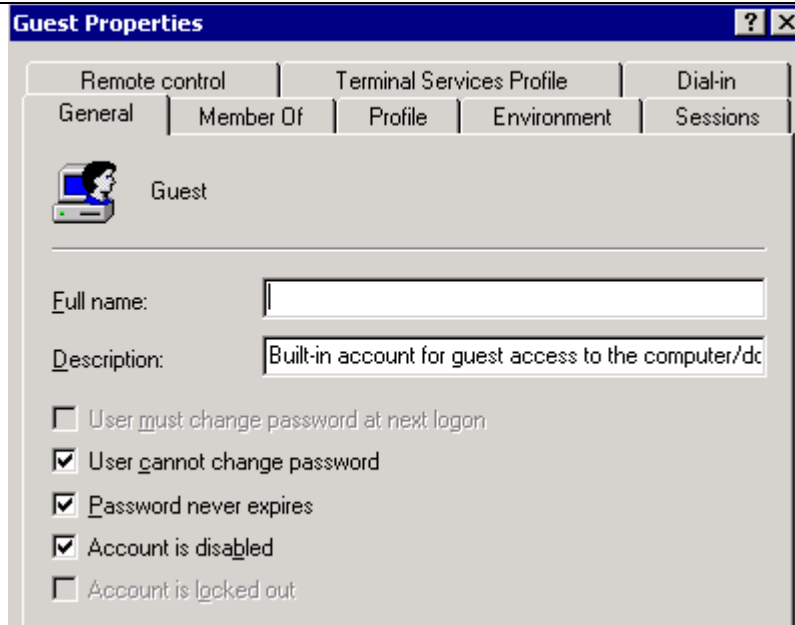 Guest Properties
Remote control Terminal Services Profile Dial-in
General Member Of Profile Environment Sessions
Guest
Full name:
Description: Built-in account for guest access to the computer/dc
User must change password at next logon
User cannot change password
Password never expires
Account is disabled
Account is locked out